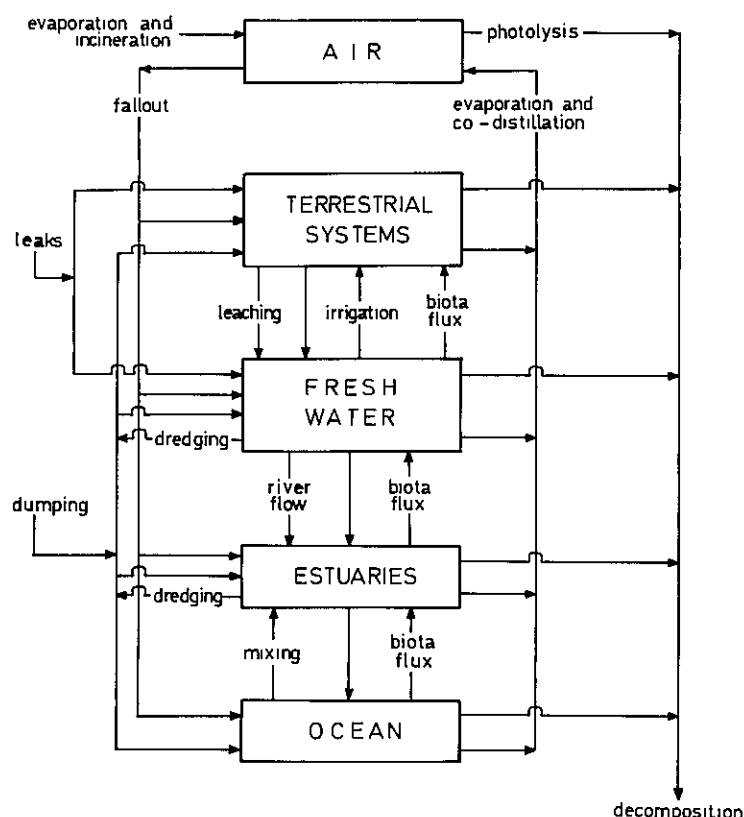 evaporation and
incineration
AIR
photolysis
fallout
evaporation and
co-distillation
TERRESTRIAL
SYSTEMS
leaks
leaching
irrigation
biota
flux
FRESH
WATER
dredging
river
flow
biota
flux
dumping
ESTUARIES
dredging
mixing
biota
flux
OCEAN
decomposition